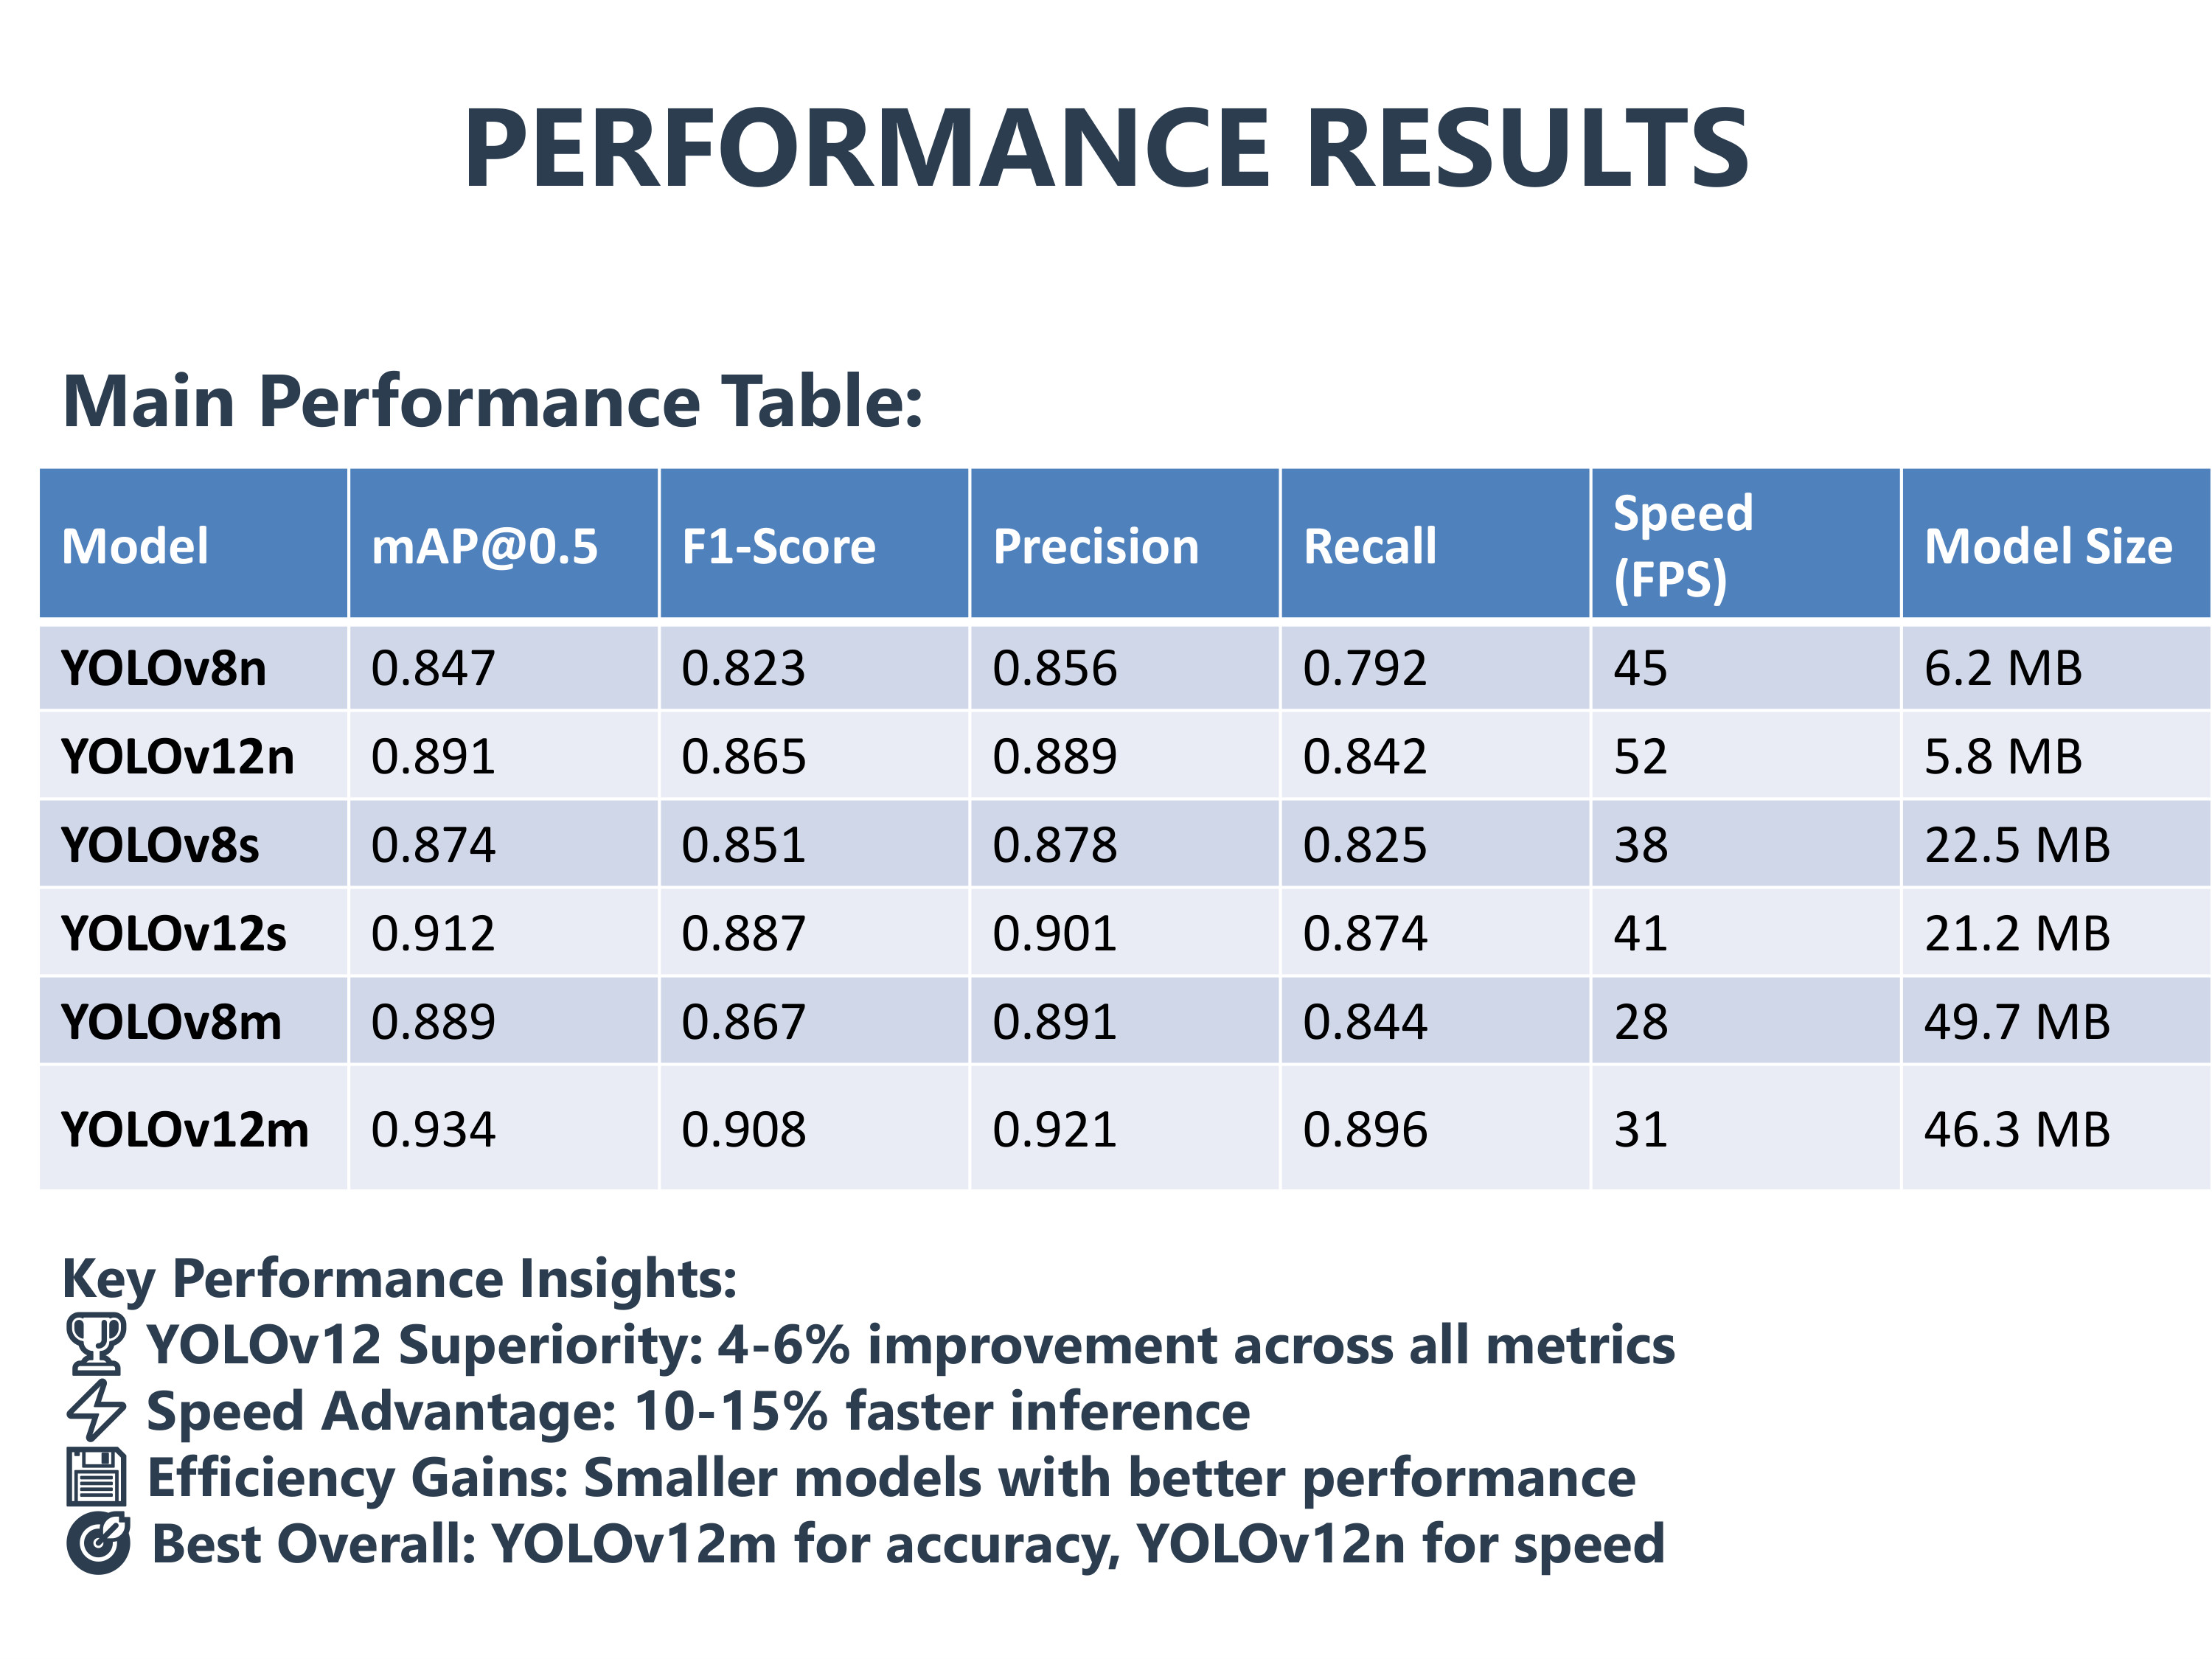 PERFORMANCE RESULTS
Main Performance Table:
Model mAP@0.5 F1-Score Precision Recall Speed (FPS) Model Size
YOLOv8n 0.847 0.823 0.856 0.792 45 6.2 MB
YOLOv12n 0.891 0.865 0.889 0.842 52 5.8 MB
YOLOv8s 0.874 0.851 0.878 0.825 38 22.5 MB
YOLOv12s 0.912 0.887 0.901 0.874 41 21.2 MB
YOLOv8m 0.889 0.867 0.891 0.844 28 49.7 MB
YOLOv12m 0.934 0.908 0.921 0.896 31 46.3 MB
Key Performance Insights:
YOLOv12 Superiority: 4-6% improvement across all metrics
Speed Advantage: 10-15% faster inference
Efficiency Gains: Smaller models with better performance
Best Overall: YOLOv12m for accuracy, YOLOv12n for speed